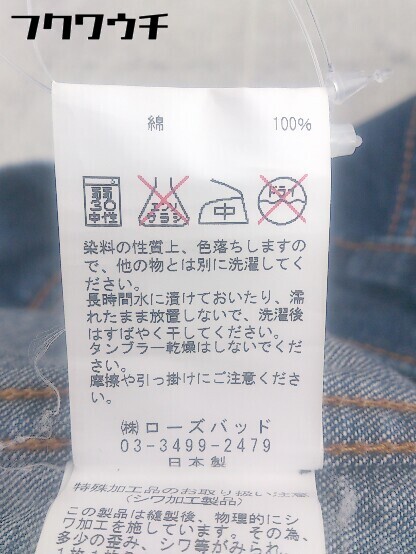 フクワウチ
綿 100%
弱
30
中性
エンソ
サラシ
中
ドライ
染料の性質上、色落ちしますの
で、他の物とは別に洗濯してく
ださい。
長時間水に漬けておいたり、濡
れたまま放置しないで、洗濯後
はすばやく干してください。
タンブラー乾燥はしないでくだ
さい。
摩擦や引っ掛けにご注意くださ
い。
㈱ローズバッド
03-3499-2479
日本製
特殊加工品のお取り扱い注意
(シワ加工製品)
この製品は縫製後、物理的にシ
ワ加工を施しています。その為、
多少の歪み、シワ等がみられ、